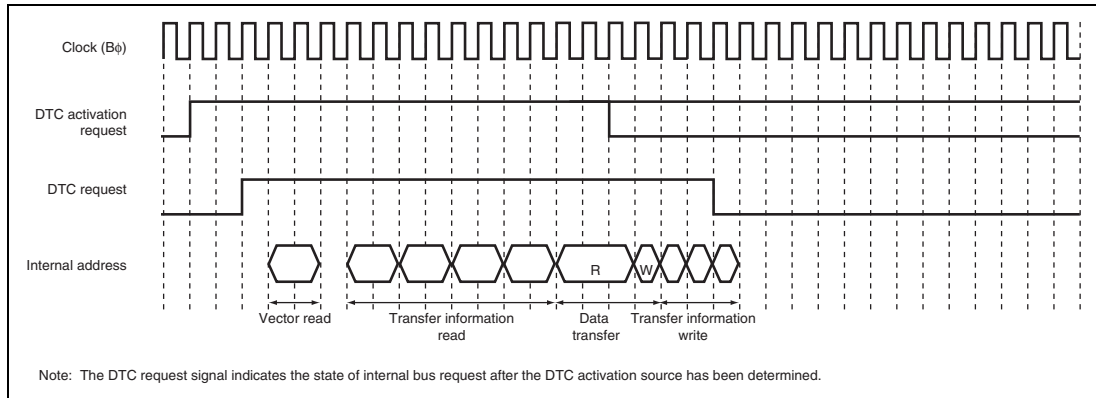 Clock (Bφ)
DTC activation
request
DTC request
Internal address
R
W
Vector read
Transfer information
read
Data
transfer
Transfer information
write
Note: The DTC request signal indicates the state of internal bus request after the DTC activation source has been determined.